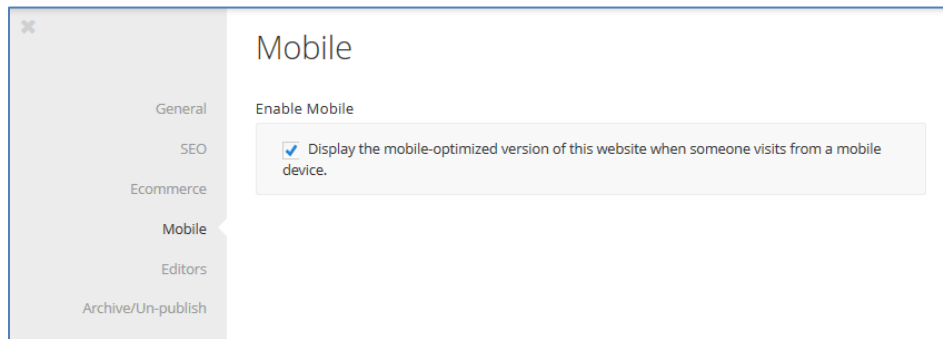 Mobile
General
SEO
Ecommerce
Mobile
Editors
Archive/Un-publish
Enable Mobile
Display the mobile-optimized version of this website when someone visits from a mobile
device.